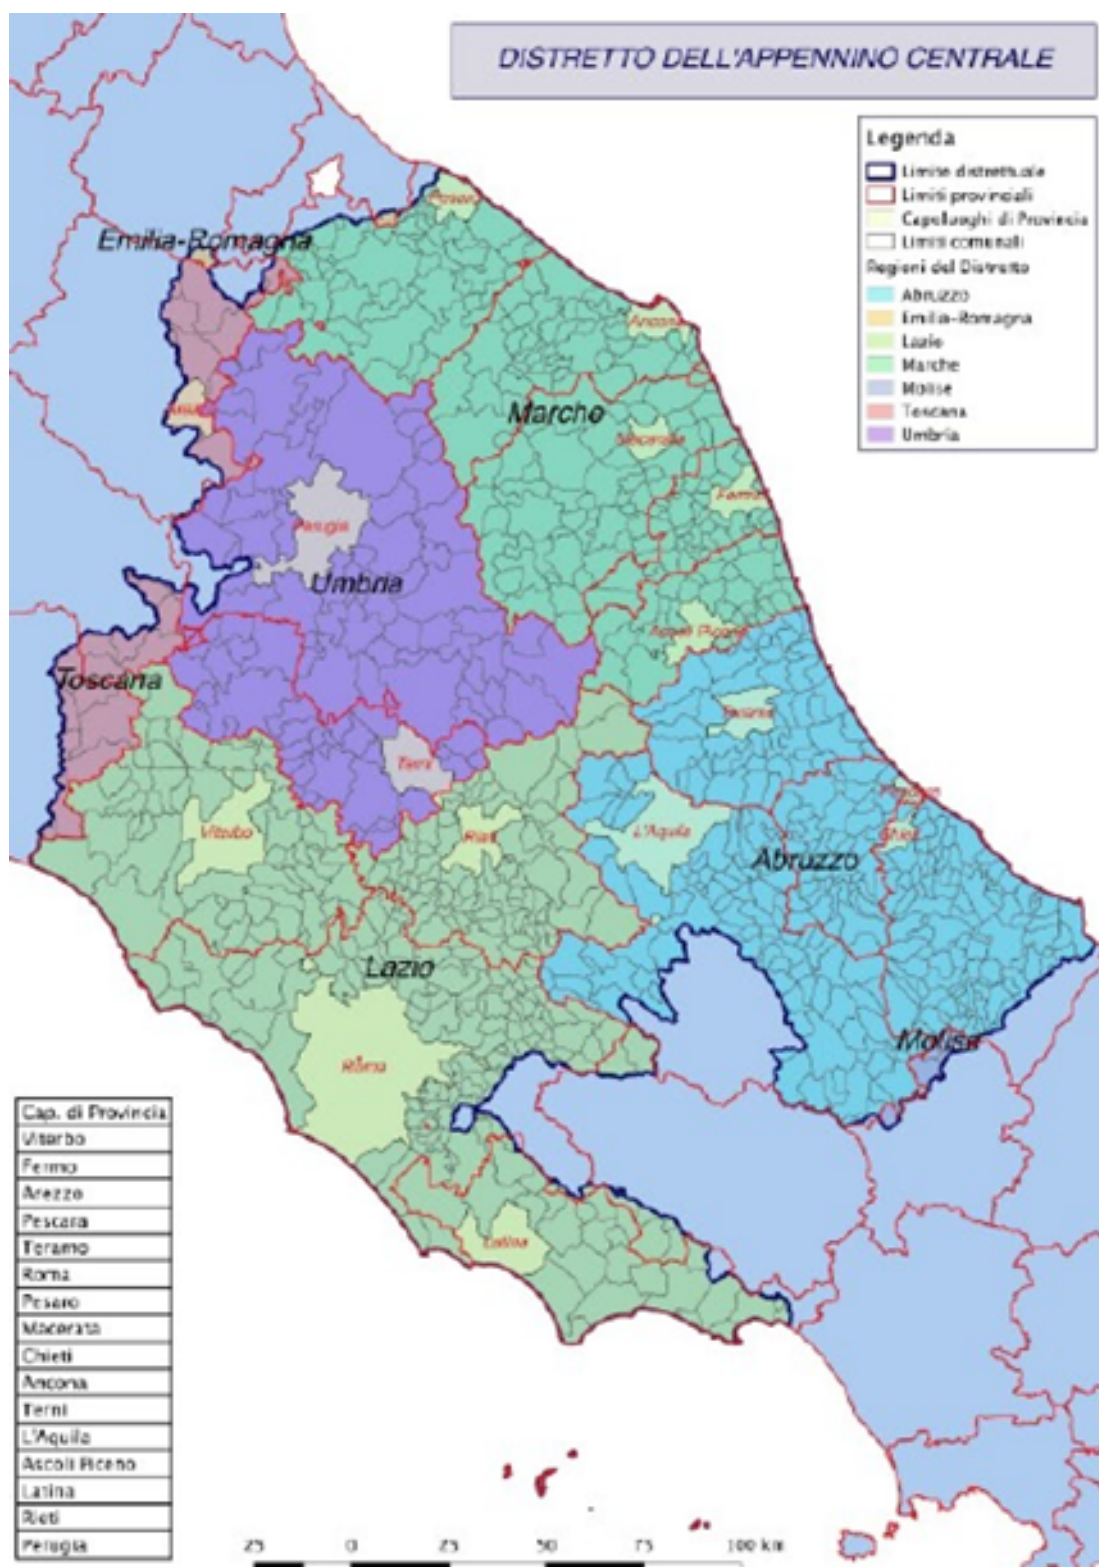 DISTRETTO DELL'APPENNINO CENTRALE
Legenda
Limite distrettuale
Limiti provinciali
Capoluoghi di Provincia
Limiti comunali
Regioni del Distretto
Abruzzo
Emilia-Romagna
Lazio
Marche
Molise
Toscana
Umbria
Pesaro
Emilia-Romagna
Ancona
Marche
Macerata
Fermo
Perugia
Umbria
Ascoli Piceno
Toscana
Teramo
Terni
Viterbo
Rieti
L'Aquila
Chieti
Abruzzo
Lazio
Molise
Roma
Latina
Cap. di Provincia
Viterbo
Fermo
Arezzo
Pescara
Teramo
Roma
Pesaro
Macerata
Chieti
Ancona
Terni
L'Aquila
Ascoli Piceno
Latina
Rieti
Perugia
25 0 25 50 75 100 km